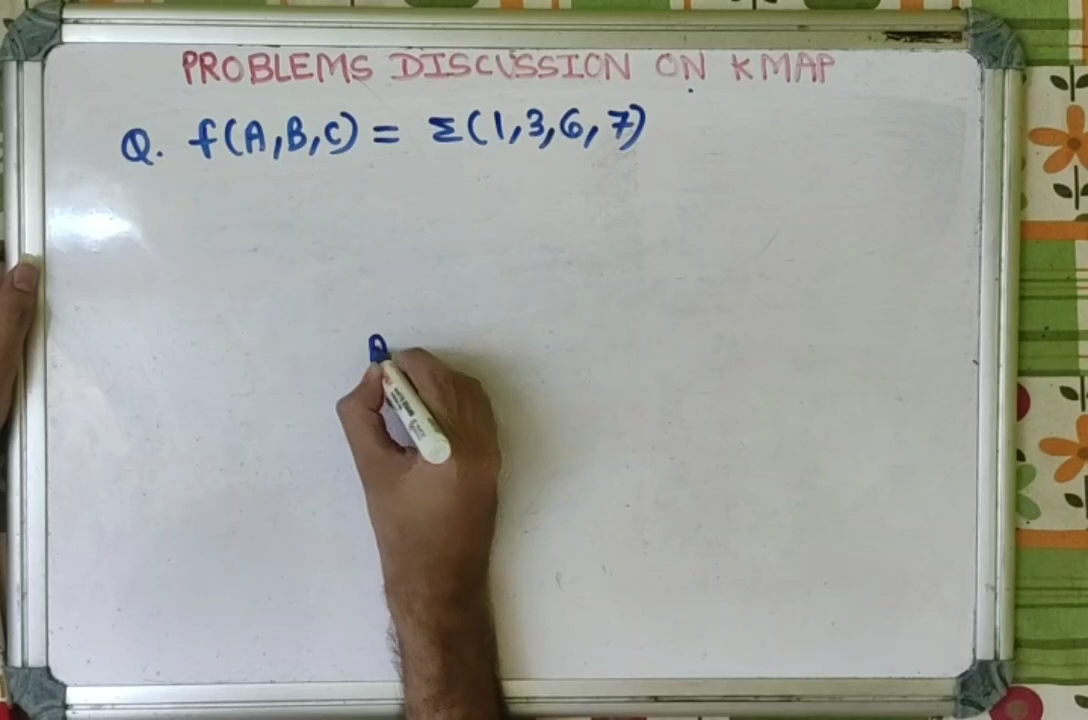 PROBLEMS DISCUSSION ON KMAP
Q. f(A,B,C) = Σ(1,3,6,7)